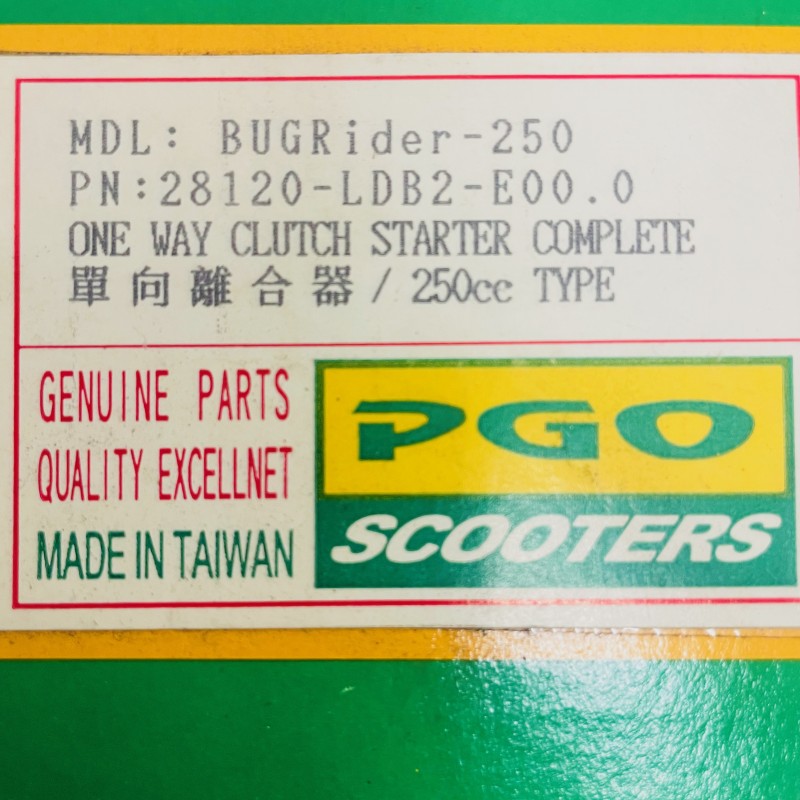 MDL: BUGRider-250
PN:28120-LDB2-E00.0
ONE WAY CLUTCH STARTER COMPLETE
單向離合器/250cc TYPE
GENUINE PARTS
QUALITY EXCELLNET
MADE IN TAIWAN
PGO
SCOOTERS